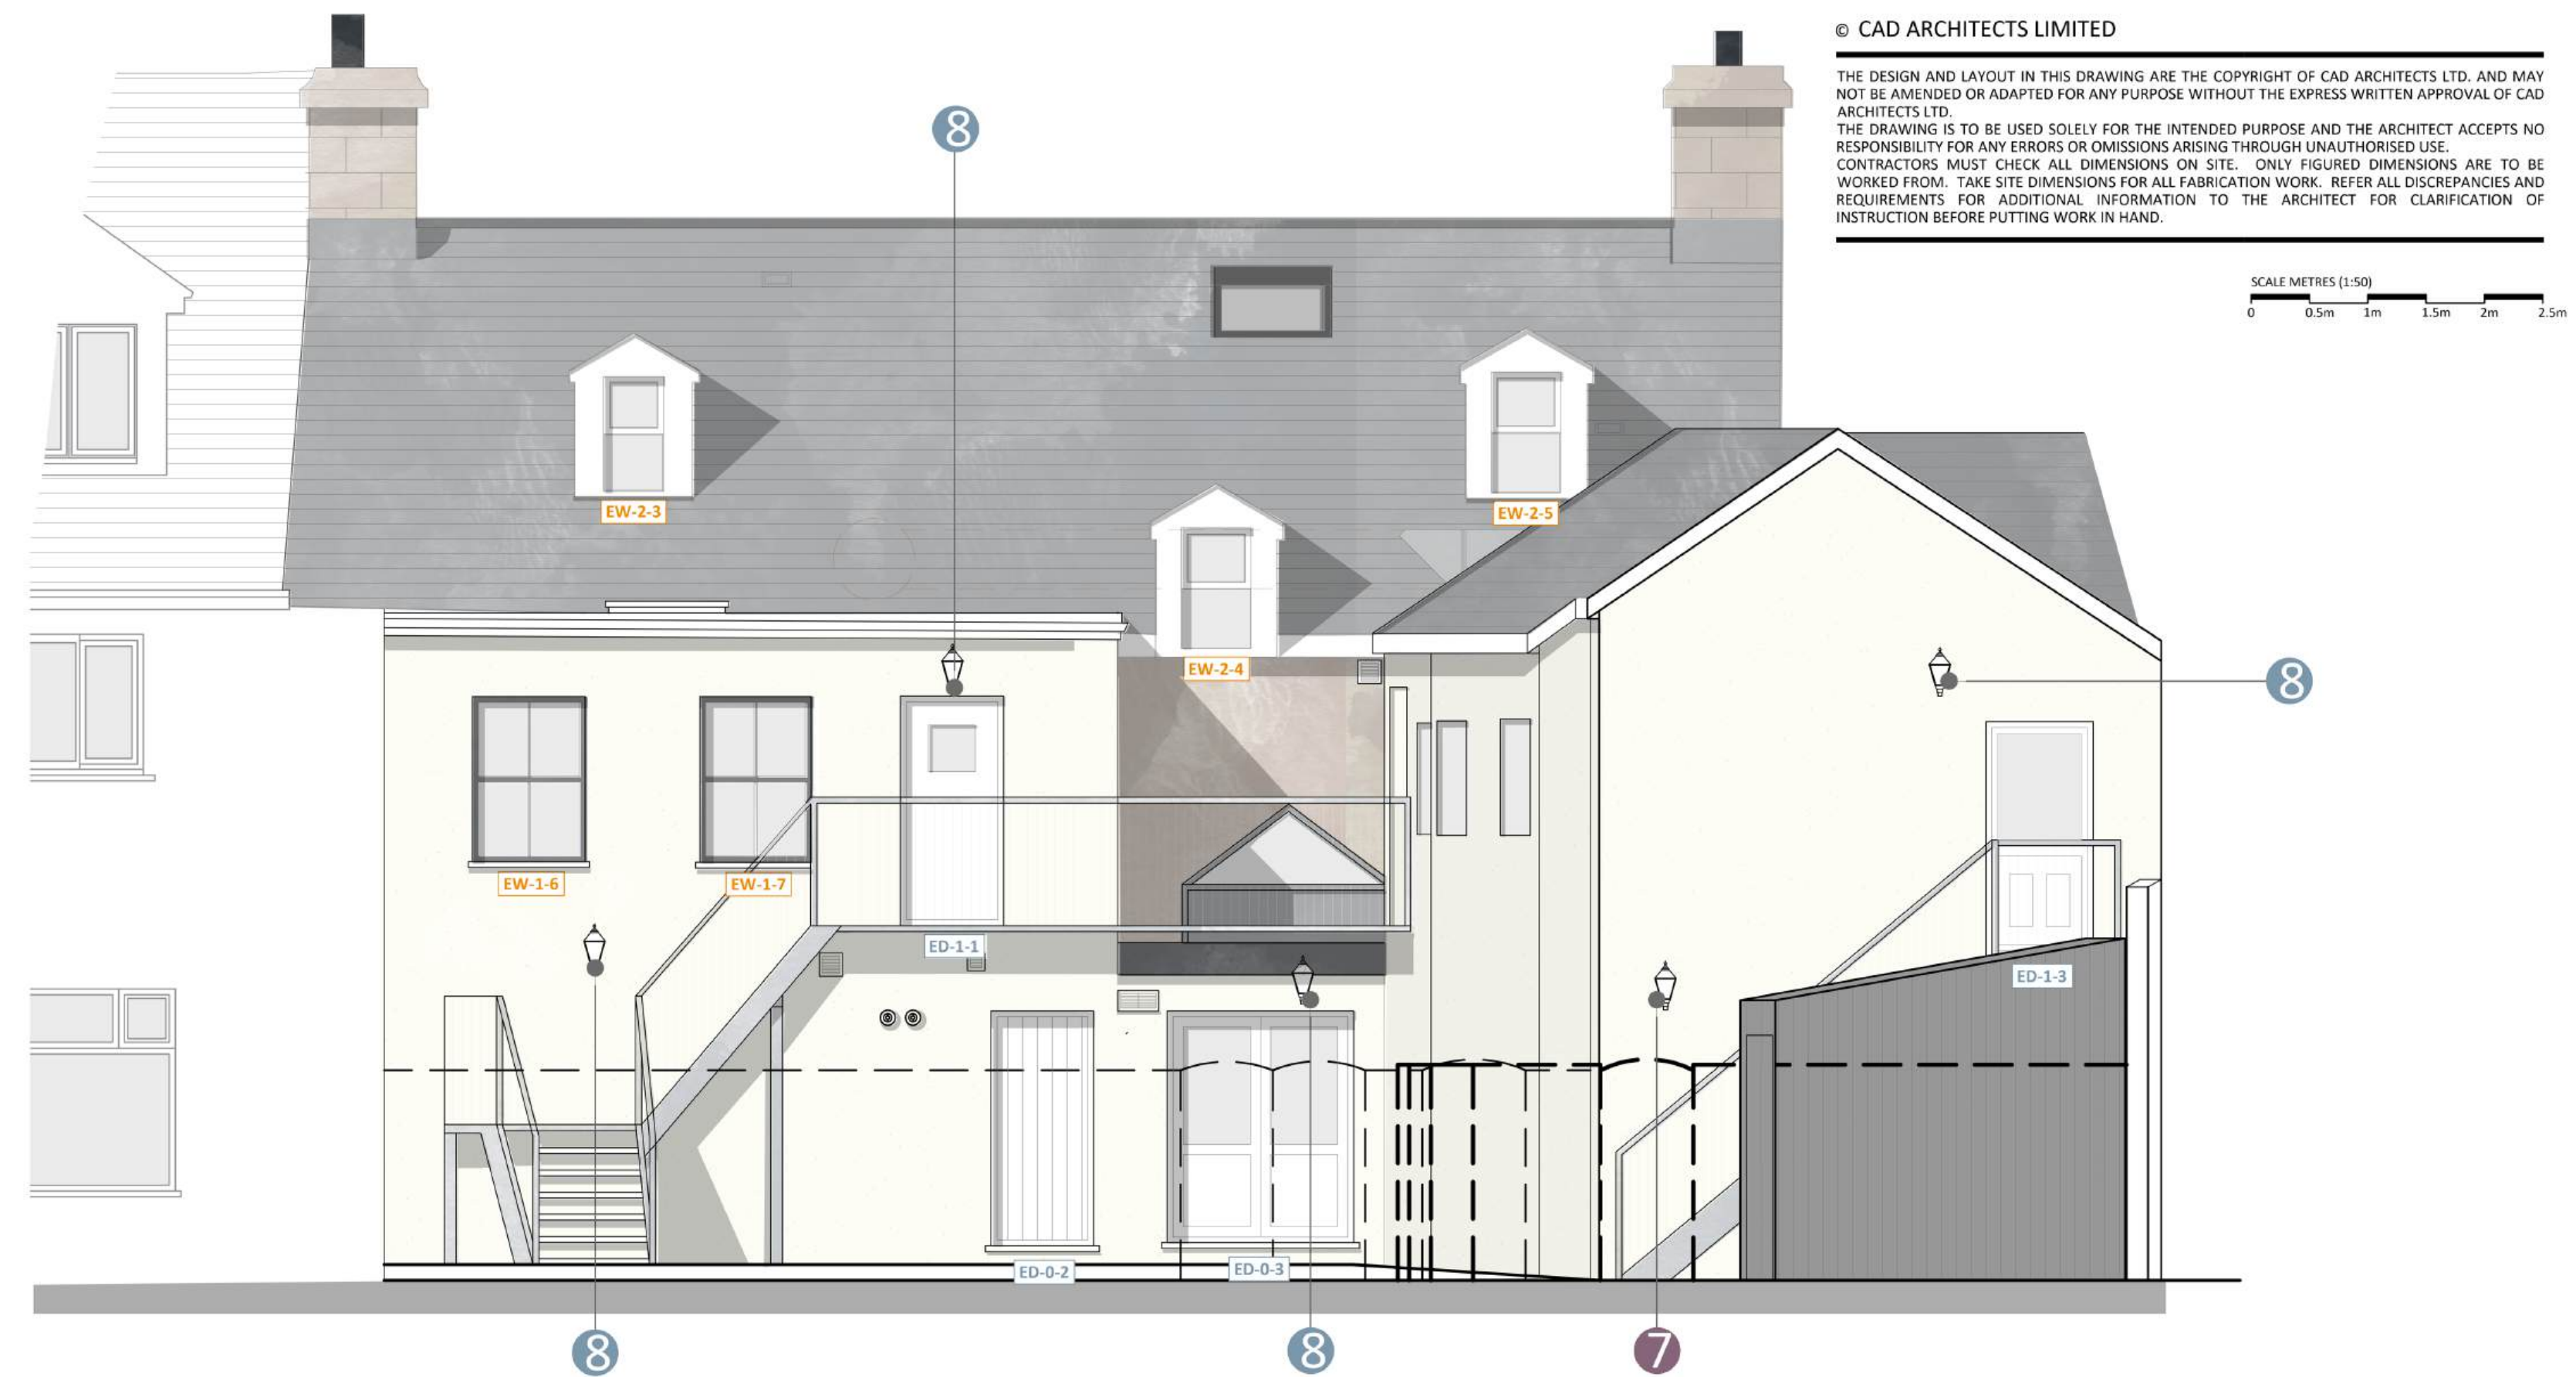 © CAD ARCHITECTS LIMITED
THE DESIGN AND LAYOUT IN THIS DRAWING ARE THE COPYRIGHT OF CAD ARCHITECTS LTD. AND MAY
NOT BE AMENDED OR ADAPTED FOR ANY PURPOSE WITHOUT THE EXPRESS WRITTEN APPROVAL OF CAD
ARCHITECTS LTD.
THE DRAWING IS TO BE USED SOLELY FOR THE INTENDED PURPOSE AND THE ARCHITECT ACCEPTS NO
RESPONSIBILITY FOR ANY ERRORS OR OMISSIONS ARISING THROUGH UNAUTHORISED USE.
CONTRACTORS MUST CHECK ALL DIMENSIONS ON SITE. ONLY FIGURED DIMENSIONS ARE TO BE
WORKED FROM. TAKE SITE DIMENSIONS FOR ALL FABRICATION WORK. REFER ALL DISCREPANCIES AND
REQUIREMENTS FOR ADDITIONAL INFORMATION TO THE ARCHITECT FOR CLARIFICATION OF
INSTRUCTION BEFORE PUTTING WORK IN HAND.
SCALE METRES (1:50)
0 0.5m 1m 1.5m 2m 2.5m
8
EW-2-3
EW-2-5
EW-2-4
8
EW-1-6
EW-1-7
ED-1-1
ED-1-3
ED-0-2
ED-0-3
8
8
7